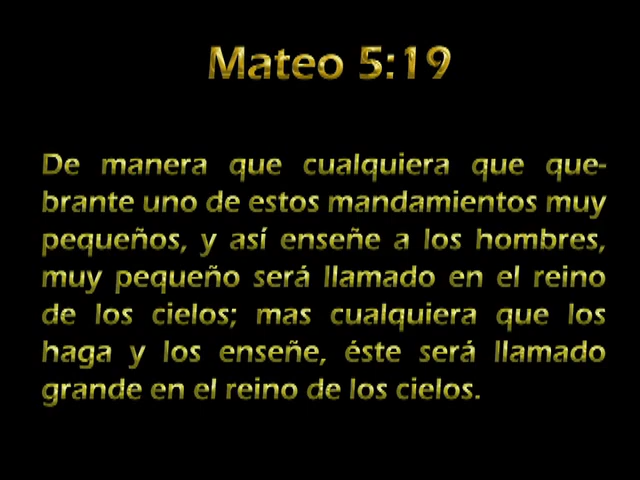 Mateo 5:19
De manera que cualquiera que que-
brante uno de estos mandamientos muy
pequeños, y así enseñe a los hombres,
muy pequeño será llamado en el reino
de los cielos; mas cualquiera que los
haga y los enseñe, éste será llamado
grande en el reino de los cielos.